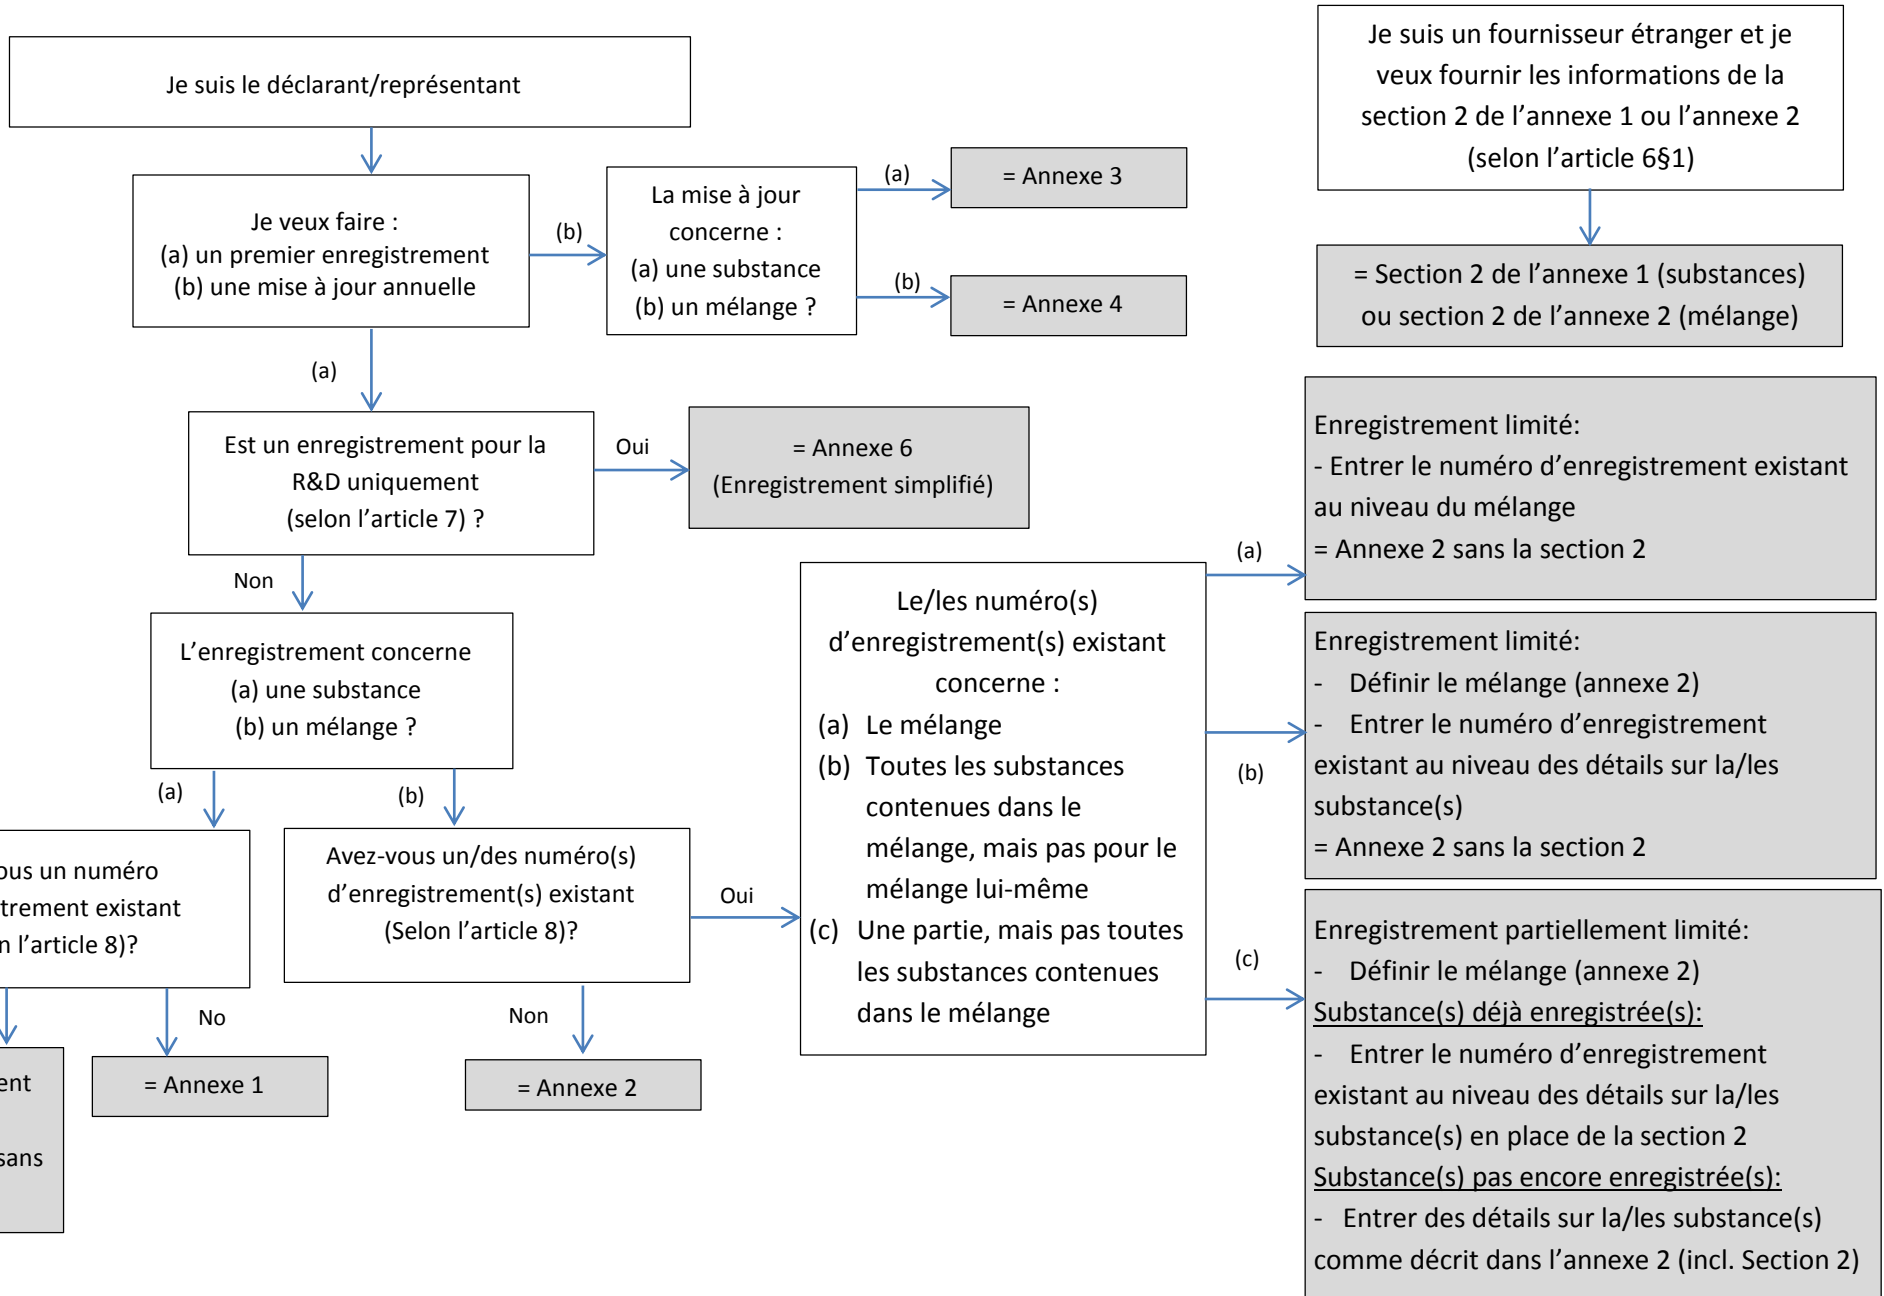 Je suis le déclarant/représentant
Je veux faire :
(a) un premier enregistrement
(b) une mise à jour annuelle
(b)
La mise à jour
concerne :
(a) une substance
(b) un mélange ?
(a)
= Annexe 3
(b)
= Annexe 4
Je suis un fournisseur étranger et je
veux fournir les informations de la
section 2 de l’annexe 1 ou l’annexe 2
(selon l’article 6§1)
= Section 2 de l’annexe 1 (substances)
ou section 2 de l’annexe 2 (mélange)
(a)
Est un enregistrement pour la
R&D uniquement
(selon l’article 7) ?
Oui
= Annexe 6
(Enregistrement simplifié)
Non
L’enregistrement concerne
(a) une substance
(b) un mélange ?
(a)
(b)
ous un numéro
trement existant
n l’article 8)?
No
ent
sans
= Annexe 1
Avez-vous un/des numéro(s)
d’enregistrement(s) existant
(Selon l’article 8)?
Non
= Annexe 2
Oui
Le/les numéro(s)
d’enregistrement(s) existant
concerne :
(a) Le mélange
(b) Toutes les substances
contenues dans le
mélange, mais pas pour le
mélange lui-même
(c) Une partie, mais pas toutes
les substances contenues
dans le mélange
(a)
Enregistrement limité:
- Entrer le numéro d’enregistrement existant
au niveau du mélange
= Annexe 2 sans la section 2
(b)
Enregistrement limité:
- Définir le mélange (annexe 2)
- Entrer le numéro d’enregistrement
existant au niveau des détails sur la/les
substance(s)
= Annexe 2 sans la section 2
(c)
Enregistrement partiellement limité:
- Définir le mélange (annexe 2)
Substance(s) déjà enregistrée(s):
- Entrer le numéro d’enregistrement
existant au niveau des détails sur la/les
substance(s) en place de la section 2
Substance(s) pas encore enregistrée(s):
- Entrer des détails sur la/les substance(s)
comme décrit dans l’annexe 2 (incl. Section 2)